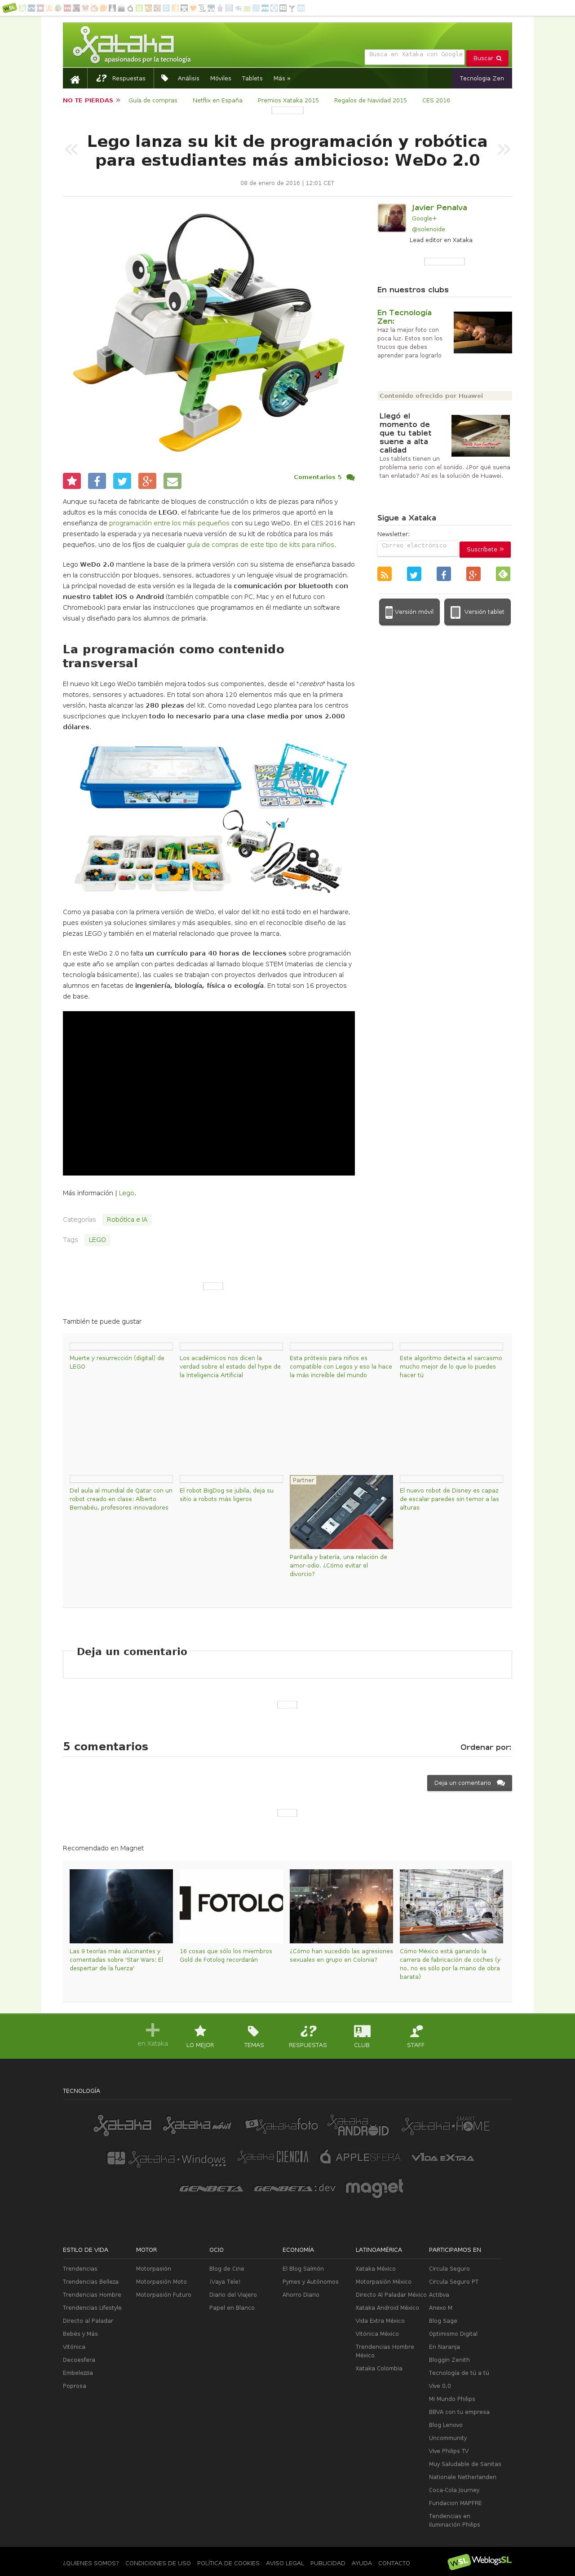 Xataka
apasionados por la tecnología
Busca en Xataka con Google
Buscar
Respuestas
Análisis
Móviles
Tablets
Más »
Tecnología Zen
NO TE PIERDAS »
Guía de compras
Netflix en España
Premios Xataka 2015
Regalos de Navidad 2015
CES 2016
«
Lego lanza su kit de programación y robótica
para estudiantes más ambicioso: WeDo 2.0
»
08 de enero de 2016 | 12:01 CET
Javier Penalva
Google+
@solenoide
Lead editor en Xataka
En nuestros clubs
En Tecnología
Zen:
Haz la mejor foto con
poca luz. Estos son los
trucos que debes
aprender para lograrlo
Contenido ofrecido por Huawei
Llegó el
momento de
que tu tablet
suene a alta
calidad
Los tablets tienen un
problema serio con el sonido. ¿Por qué suena
tan enlatado? Así es la solución de Huawei.
Sigue a Xataka
Newsletter:
Correo electrónico
Suscríbete »
Versión móvil
Versión tablet
Comentarios 5
Aunque su faceta de fabricante de bloques de construcción o kits de piezas para niños y
adultos es la más conocida de LEGO, el fabricante fue de los primeros que aportó en la
enseñanza de programación entre los más pequeños con su Lego WeDo. En el CES 2016 han
presentado la esperada y ya necesaria nueva versión de su kit de robótica para los más
pequeños, uno de los fijos de cualquier guía de compras de este tipo de kits para niños.
Lego WeDo 2.0 mantiene la base de la primera versión con su sistema de enseñanza basado
en la construcción por bloques, sensores, actuadores y un lenguaje visual de programación.
La principal novedad de esta versión es la llegada de la comunicación por bluetooth con
nuestro tablet iOS o Android (también compatible con PC, Mac y en el futuro con
Chromebook) para enviar las instrucciones que programemos en él mediante un software
visual y diseñado para los alumnos de primaria.
La programación como contenido
transversal
El nuevo kit Lego WeDo también mejora todos sus componentes, desde el "cerebro" hasta los
motores, sensores y actuadores. En total son ahora 120 elementos más que en la primera
versión, hasta alcanzar las 280 piezas del kit. Como novedad Lego plantea para los centros
suscripciones que incluyen todo lo necesario para una clase media por unos 2.000
dólares.
NEW
Como ya pasaba con la primera versión de WeDo, el valor del kit no está todo en el hardware,
pues existen ya soluciones similares y más asequibles, sino en el reconocible diseño de las
piezas LEGO y también en el material relacionado que provee la marca.
En este WeDo 2.0 no falta un currículo para 40 horas de lecciones sobre programación
que este año se amplían con partes dedicadas al llamado bloque STEM (materias de ciencia y
tecnología básicamente), las cuales se trabajan con proyectos derivados que introducen al
alumnos en facetas de ingeniería, biología, física o ecología. En total son 16 proyectos
de base.
Más información | Lego.
Categorías
Robótica e IA
Tags
LEGO
También te puede gustar
Muerte y resurrección (digital) de
LEGO
Los académicos nos dicen la
verdad sobre el estado del hype de
la Inteligencia Artificial
Esta prótesis para niños es
compatible con Legos y eso la hace
la más increíble del mundo
Este algoritmo detecta el sarcasmo
mucho mejor de lo que lo puedes
hacer tú
Del aula al mundial de Qatar con un
robot creado en clase: Alberto
Bernabéu, profesores innovadores
El robot BigDog se jubila, deja su
sitio a robots más ligeros
Partner
Pantalla y batería, una relación de
amor-odio. ¿Cómo evitar el
divorcio?
El nuevo robot de Disney es capaz
de escalar paredes sin temor a las
alturas
Deja un comentario
5 comentarios
Ordenar por:
Deja un comentario
Recomendado en Magnet
FOTOLO
Las 9 teorías más alucinantes y
comentadas sobre 'Star Wars: El
despertar de la fuerza'
16 cosas que sólo los miembros
Gold de Fotolog recordarán
¿Cómo han sucedido las agresiones
sexuales en grupo en Colonia?
Cómo México está ganando la
carrera de fabricación de coches (y
no, no es sólo por la mano de obra
barata)
en Xataka
LO MEJOR
TEMAS
RESPUESTAS
CLUB
STAFF
TECNOLOGÍA
Xataka
Xataka móvil
Xatakafoto
Xataka ANDROID
Xataka SMART HOME
Xataka Windows
Xataka CIENCIA
APPLESFERA
VIDA EXTRA
GENBETA
GENBETA:dev
magnet
ESTILO DE VIDA
Trendencias
Trendencias Belleza
Trendencias Hombre
Trendencias Lifestyle
Directo al Paladar
Bebés y Más
Vitónica
Decoesfera
Embelezzia
Poprosa
MOTOR
Motorpasión
Motorpasión Moto
Motorpasión Futuro
OCIO
Blog de Cine
¡Vaya Tele!
Diario del Viajero
Papel en Blanco
ECONOMÍA
El Blog Salmón
Pymes y Autónomos
Ahorro Diario
LATINOAMÉRICA
Xataka México
Motorpasión México
Directo Al Paladar México
Xataka Android México
Vida Extra México
Vitónica México
Trendencias Hombre
México
Xataka Colombia
PARTICIPAMOS EN
Circula Seguro
Circula Seguro PT
Actibva
Anexo M
Blog Sage
Optimismo Digital
En Naranja
Bloggin Zenith
Tecnología de tú a tú
Vive 0,0
Mi Mundo Philips
BBVA con tu empresa
Blog Lenovo
Uncommunity
Vive Philips TV
Muy Saludable de Sanitas
Nationale Netherlanden
Coca-Cola Journey
Fundacion MAPFRE
Tendencias en
iluminación Philips
¿QUIENES SOMOS?
CONDICIONES DE USO
POLÍTICA DE COOKIES
AVISO LEGAL
PUBLICIDAD
AYUDA
CONTACTO
WSL WeblogsSL